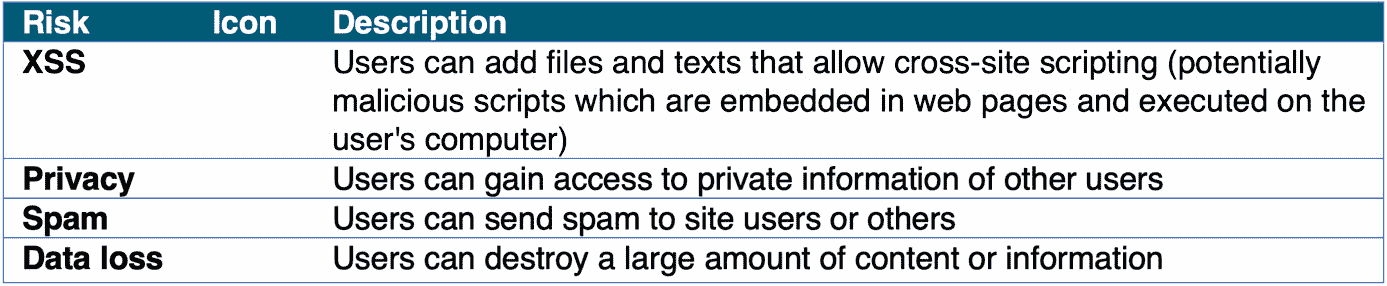 Risk Icon Description
XSS Users can add files and texts that allow cross-site scripting (potentially
malicious scripts which are embedded in web pages and executed on the
user's computer)
Privacy Users can gain access to private information of other users
Spam Users can send spam to site users or others
Data loss Users can destroy a large amount of content or information